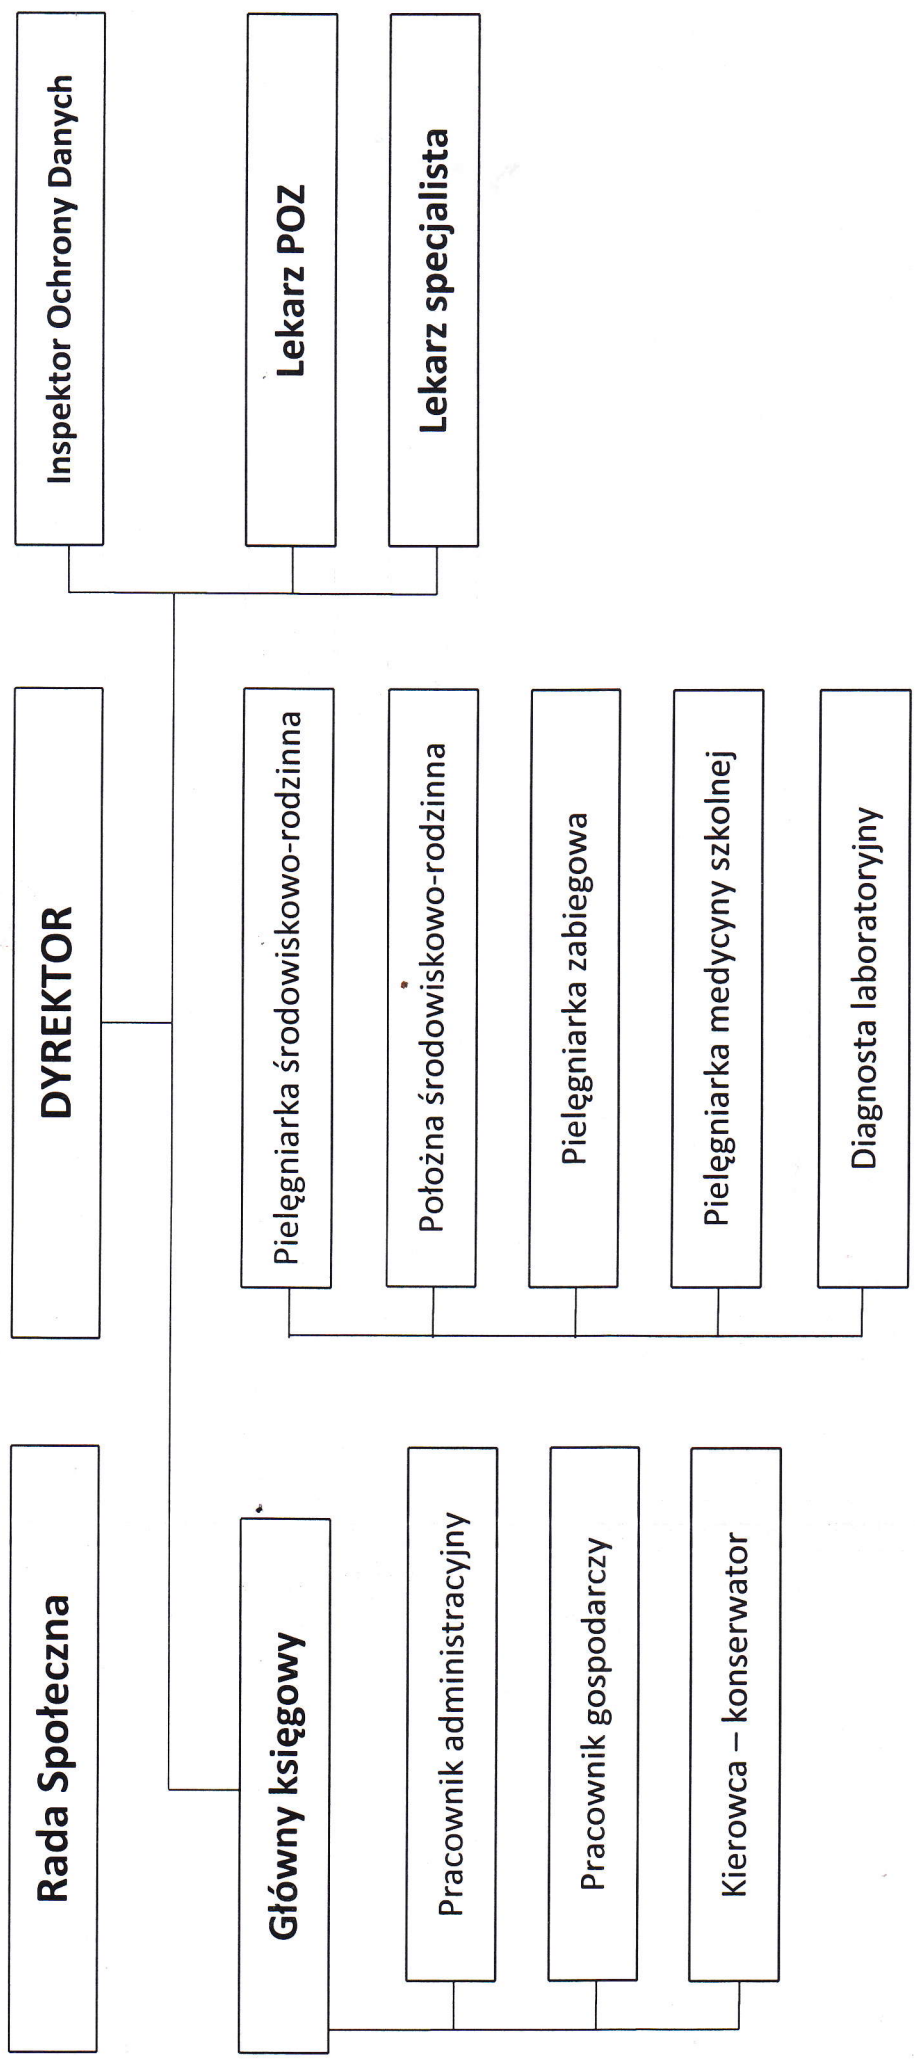 Rada Społeczna
DYREKTOR
Inspektor Ochrony Danych
Główny księgowy
Pracownik administracyjny
Pracownik gospodarczy
Kierowca – konserwator
Pielęgniarka środowiskowo-rodzinna
Położna środowiskowo-rodzinna
Pielęgniarka zabiegowa
Pielęgniarka medycyny szkolnej
Diagnosta laboratoryjny
Lekarz POZ
Lekarz specjalista